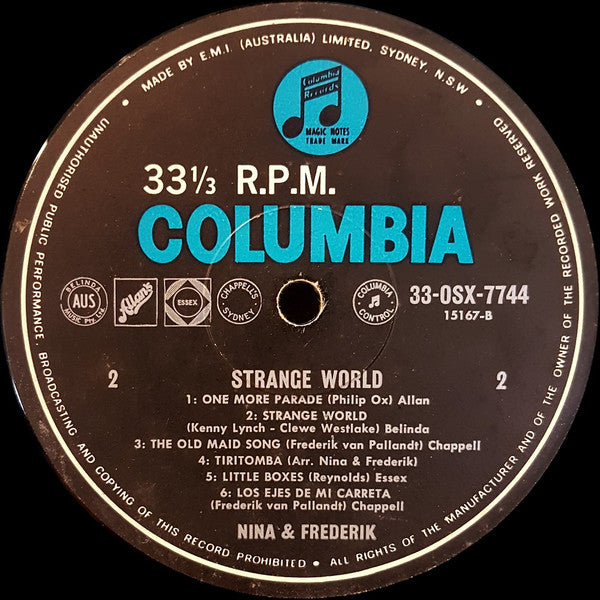 MADE BY E.M.I. (AUSTRALIA) LIMITED, SYDNEY, N.S.W.
UNAUTHORISED PUBLIC PERFORMANCE, BROADCASTING AND COPYING OF THIS RECORD PROHIBITED • ALL RIGHTS OF THE MANUFACTURER AND OF THE OWNER OF THE RECORDED WORK RESERVED
Columbia
Records
MAGIC NOTES
TRADE MARK
33⅓ R.P.M.
COLUMBIA
BELINDA
AUS
MUSIC Pty. Ltd.
Allan's
ESSEX
CHAPPELL'S
SYDNEY
COLUMBIA
CONTROL
33-OSX-7744
15167-B
2 STRANGE WORLD 2
1: ONE MORE PARADE (Philip Ox) Allan
2: STRANGE WORLD
(Kenny Lynch - Clewe Westlake) Belinda
3: THE OLD MAID SONG (Frederik van Pallandt) Chappell
4: TIRITOMBA (Arr. Nina & Frederik)
5: LITTLE BOXES (Reynolds) Essex
6: LOS EJES DE MI CARRETA
(Frederik van Pallandt) Chappell
NINA & FREDERIK